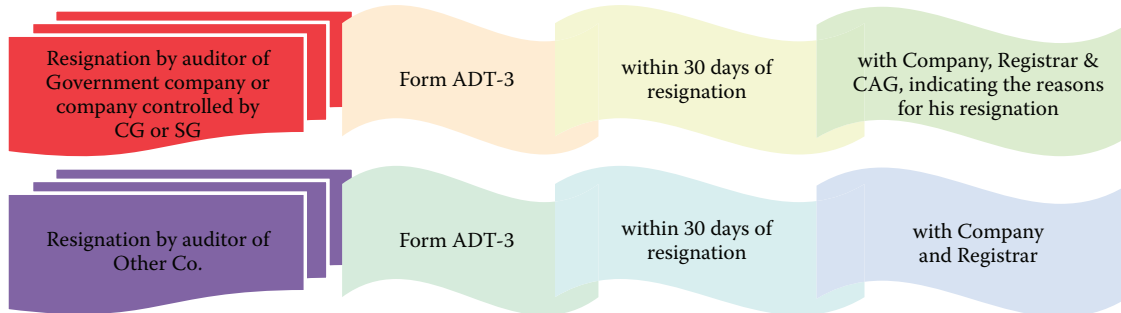 Resignation by auditor of
Government company or
company controlled by
CG or SG
Form ADT-3
within 30 days of
resignation
with Company, Registrar &
CAG, indicating the reasons
for his resignation
Resignation by auditor of
Other Co.
Form ADT-3
within 30 days of
resignation
with Company
and Registrar